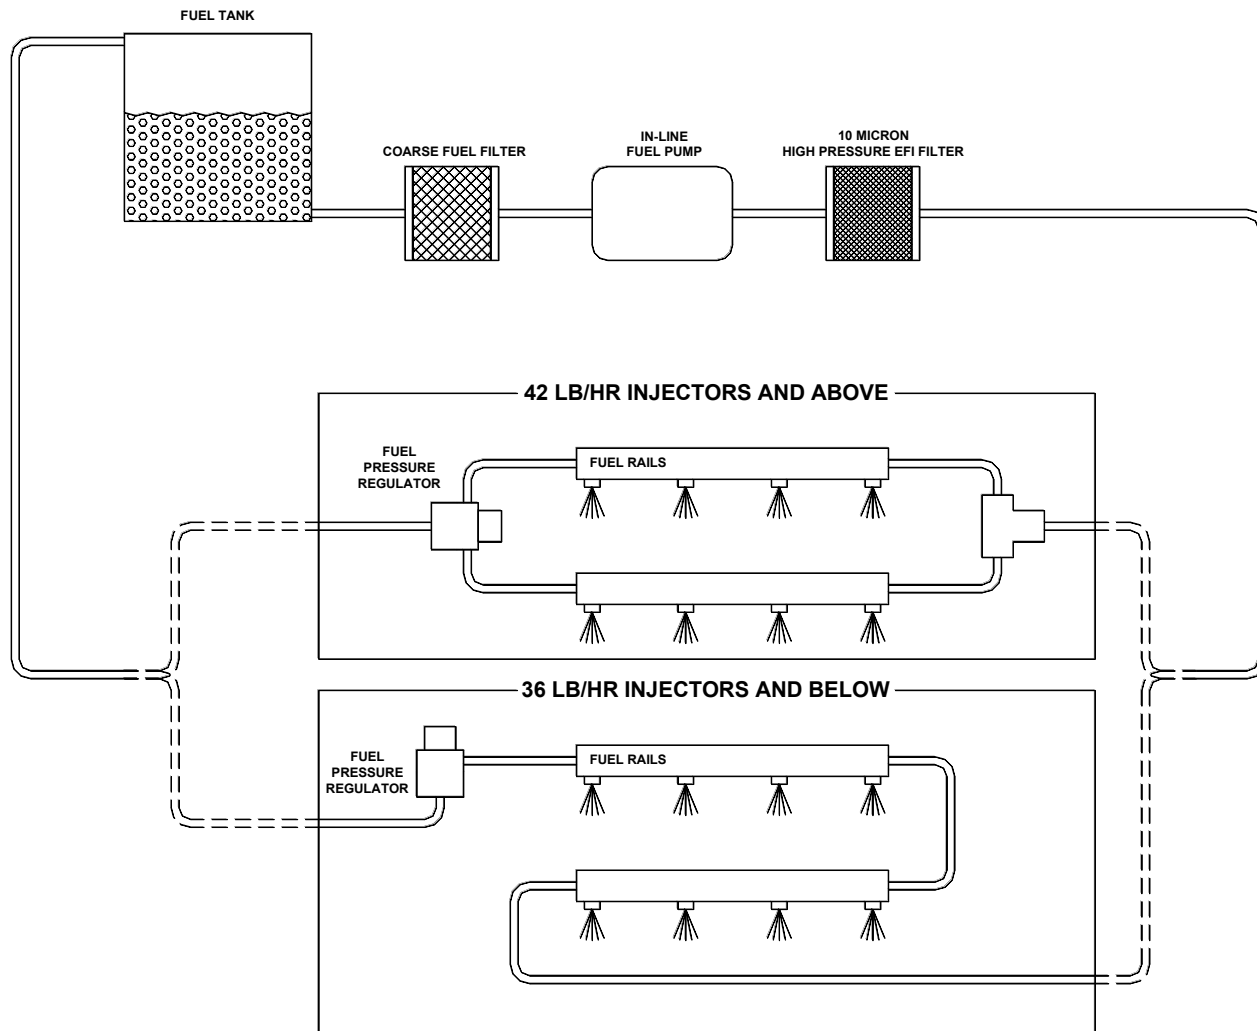 FUEL TANK
COARSE FUEL FILTER
IN-LINE
FUEL PUMP
10 MICRON
HIGH PRESSURE EFI FILTER
42 LB/HR INJECTORS AND ABOVE
FUEL
PRESSURE
REGULATOR
FUEL RAILS
36 LB/HR INJECTORS AND BELOW
FUEL
PRESSURE
REGULATOR
FUEL RAILS